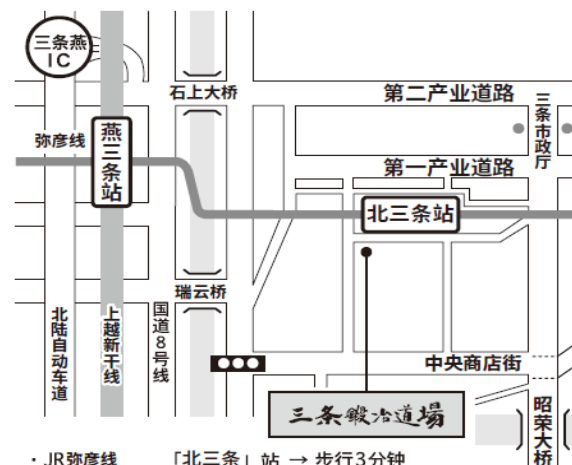 三条燕
IC
石上大桥
第二产业道路
三条市政厅
弥彦线
燕三条站
第一产业道路
北三条站
瑞云桥
北陆自动车道
上越新干线
国道8号线
中央商店街
三条鍛冶道場
昭荣大桥
・JR弥彦线 「北三条」站 → 步行3分钟